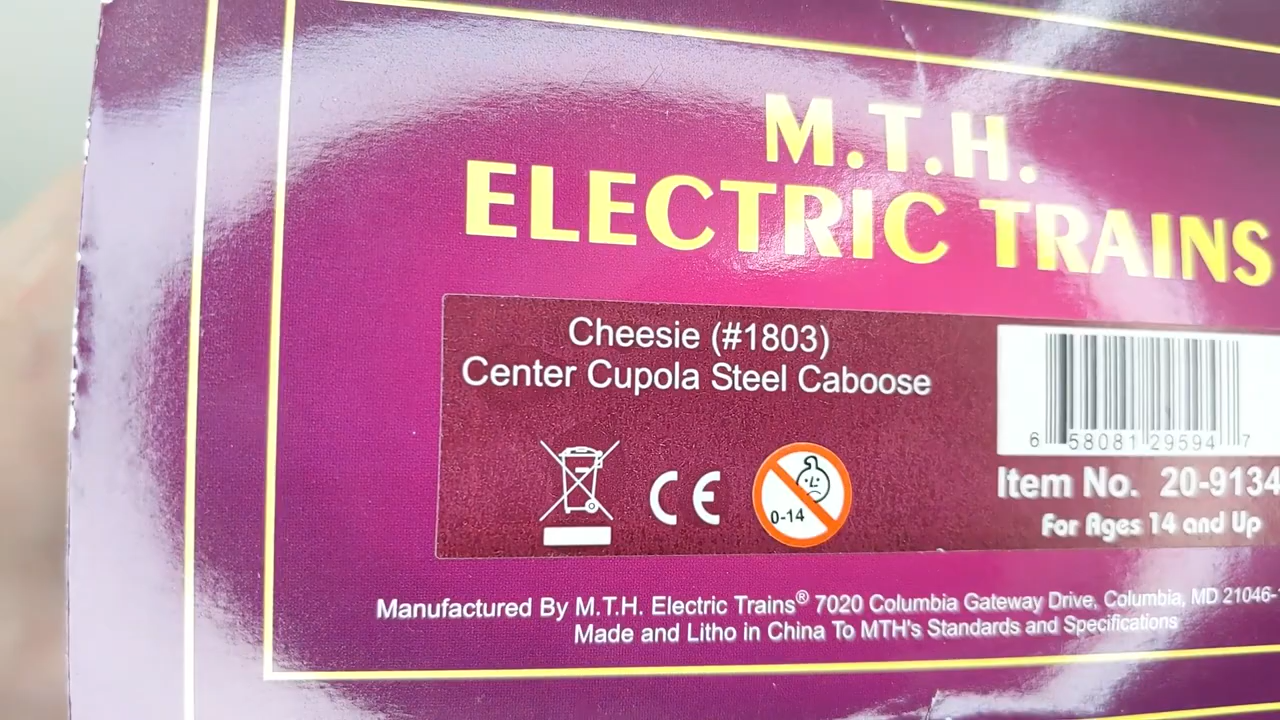 M.T.H.
ELECTRIC TRAINS
Cheesie (#1803)
Center Cupola Steel Caboose
0-14
CE
6 58081 29594 7
Item No. 20-9134
For Ages 14 and Up
Manufactured By M.T.H. Electric Trains® 7020 Columbia Gateway Drive, Columbia, MD 21046-
Made and Litho in China To MTH's Standards and Specifications